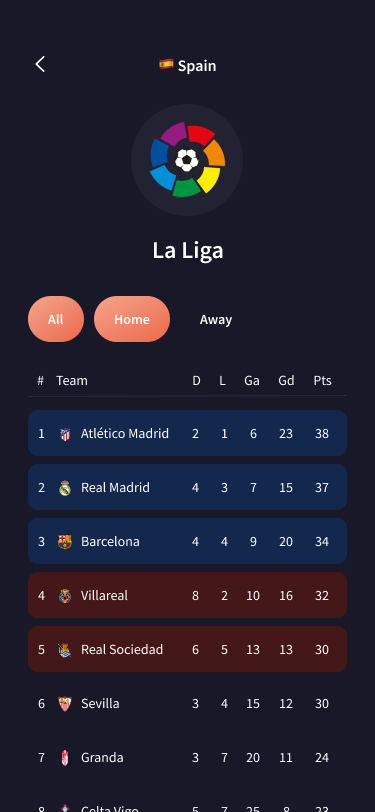 Spain
La Liga
All Home Away
# Team D L Ga Gd Pts
1 Atlético Madrid 2 1 6 23 38
2 Real Madrid 4 3 7 15 37
3 Barcelona 4 4 9 20 34
4 Villareal 8 2 10 16 32
5 Real Sociedad 6 5 13 13 30
6 Sevilla 3 4 15 12 30
7 Granda 3 7 20 11 24
8 Celta Vigo 5 7 25 8 23